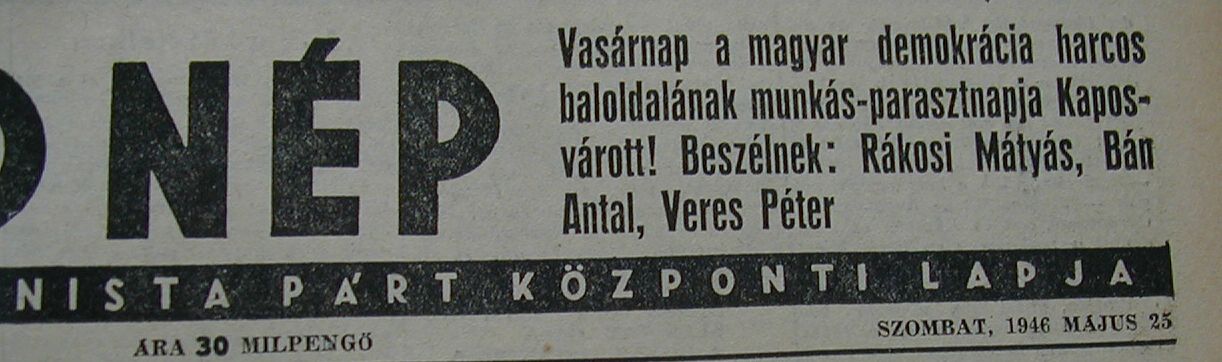 NÉP
Vasárnap a magyar demokrácia harcos
baloldalának munkás-parasztnapja Kapos-
várott! Beszélnek: Rákosi Mátyás, Bán
Antal, Veres Péter
NISTA PÁRT KÖZPONTI LAPJA
ÁRA 30 MILPENGŐ
SZOMBAT, 1946 MÁJUS 25